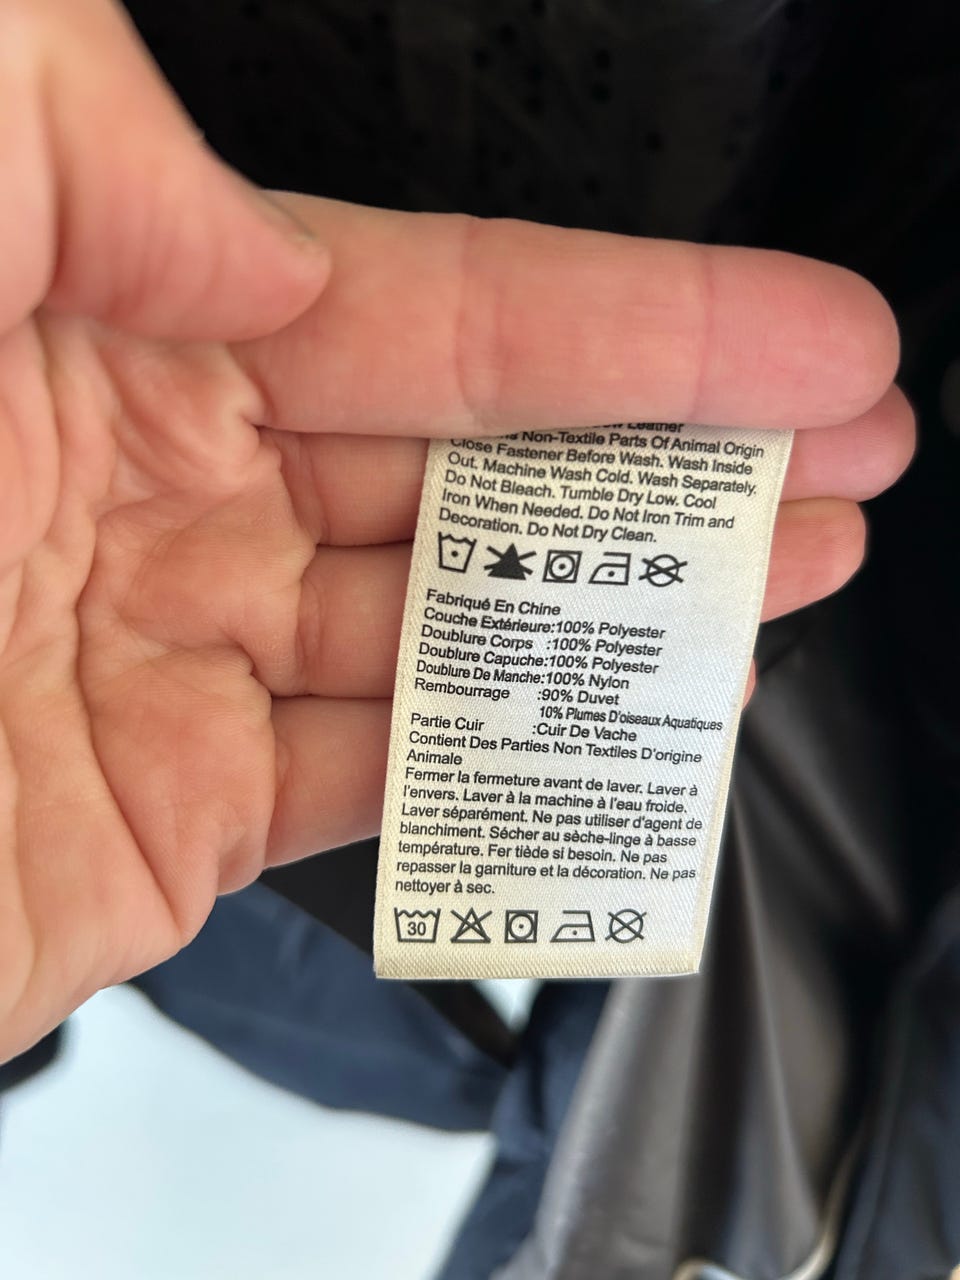 Leather
Non-Textile Parts Of Animal Origin
Close Fastener Before Wash. Wash Inside
Out. Machine Wash Cold. Wash Separately.
Do Not Bleach. Tumble Dry Low. Cool
Iron When Needed. Do Not Iron Trim and
Decoration. Do Not Dry Clean.
Fabriqué En Chine
Couche Extérieure:100% Polyester
Doublure Corps :100% Polyester
Doublure Capuche:100% Polyester
Doublure De Manche:100% Nylon
Rembourrage :90% Duvet
10% Plumes D'oiseaux Aquatiques
Partie Cuir :Cuir De Vache
Contient Des Parties Non Textiles D'origine
Animale
Fermer la fermeture avant de laver. Laver à
l'envers. Laver à la machine à l'eau froide.
Laver séparément. Ne pas utiliser d'agent de
blanchiment. Sécher au sèche-linge à basse
température. Fer tiède si besoin. Ne pas
repasser la garniture et la décoration. Ne pas
nettoyer à sec.
30